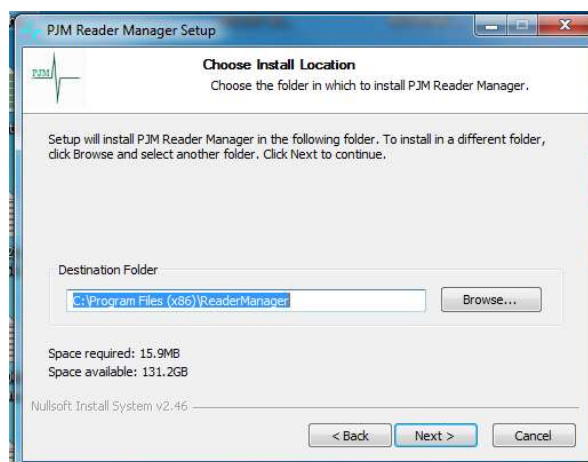 PJM Reader Manager Setup
PJM
Choose Install Location
Choose the folder in which to install PJM Reader Manager.
Setup will install PJM Reader Manager in the following folder. To install in a different folder,
click Browse and select another folder. Click Next to continue.
Destination Folder
C:\Program Files (x86)\ReaderManager
Browse...
Space required: 15.9MB
Space available: 131.2GB
Nullsoft Install System v2.46
< Back
Next >
Cancel